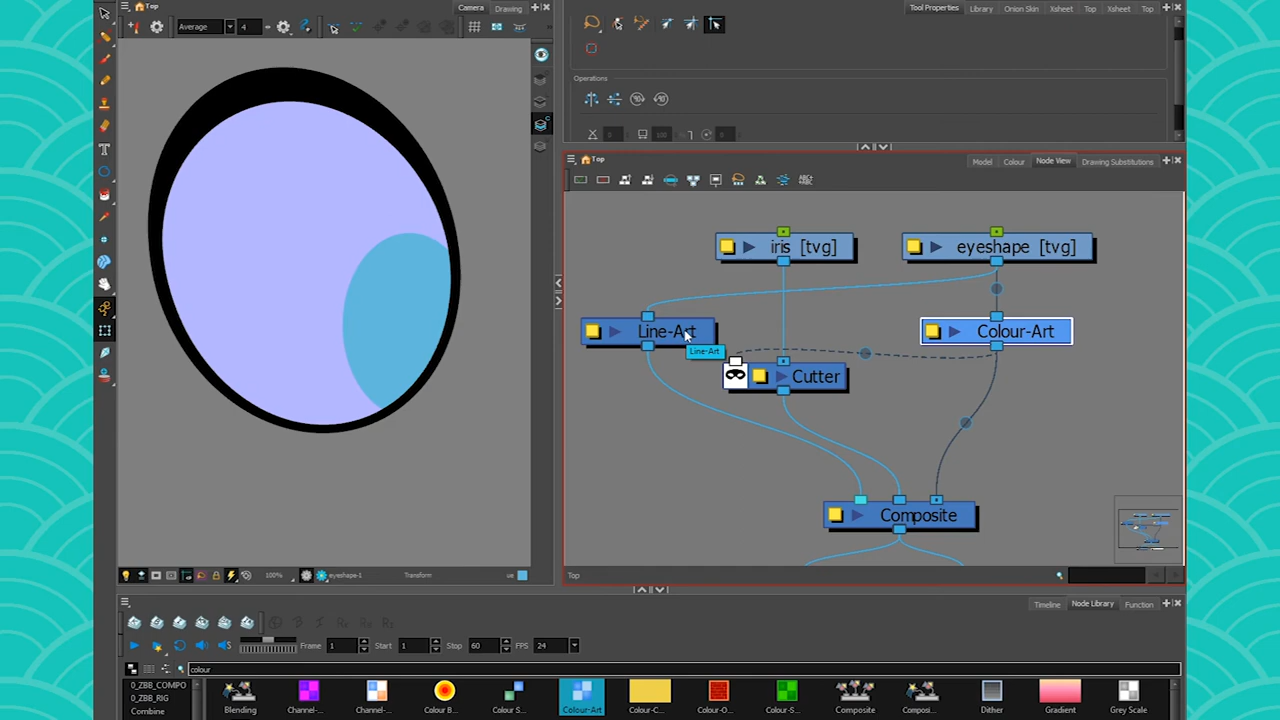 Top
Camera
Drawing
Average
4
100%
eyeshape-1
Transform
Tool Properties
Library
Onion Skin
Xsheet
Top
Xsheet
Top
Operations
Top
Model
Colour
Node View
Drawing Substitutions
iris [tvg]
eyeshape [tvg]
Line-Art
Colour-Art
Line-Art
Cutter
Composite
Top
Timeline
Node Library
Function
Frame 1
Start 1
Stop 60
FPS 24
colour
0_ZBB_COMPO
0_ZBB_RIG
Combine
Blending
Channel-...
Channel-...
Colour B...
Colour S...
Colour-Art
Colour-C...
Colour-O...
Colour-S...
Composite
Composi...
Dither
Gradient
Grey Scale